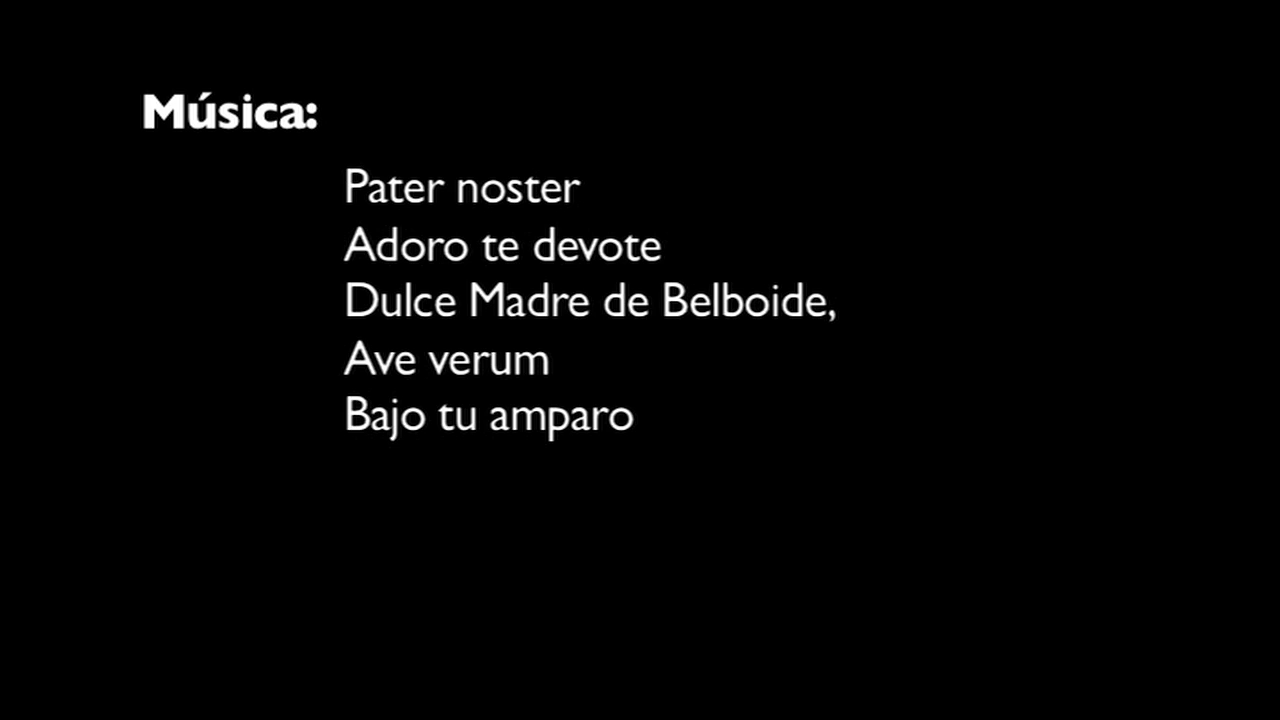 Música:
Pater noster
Adoro te devote
Dulce Madre de Belboide,
Ave verum
Bajo tu amparo